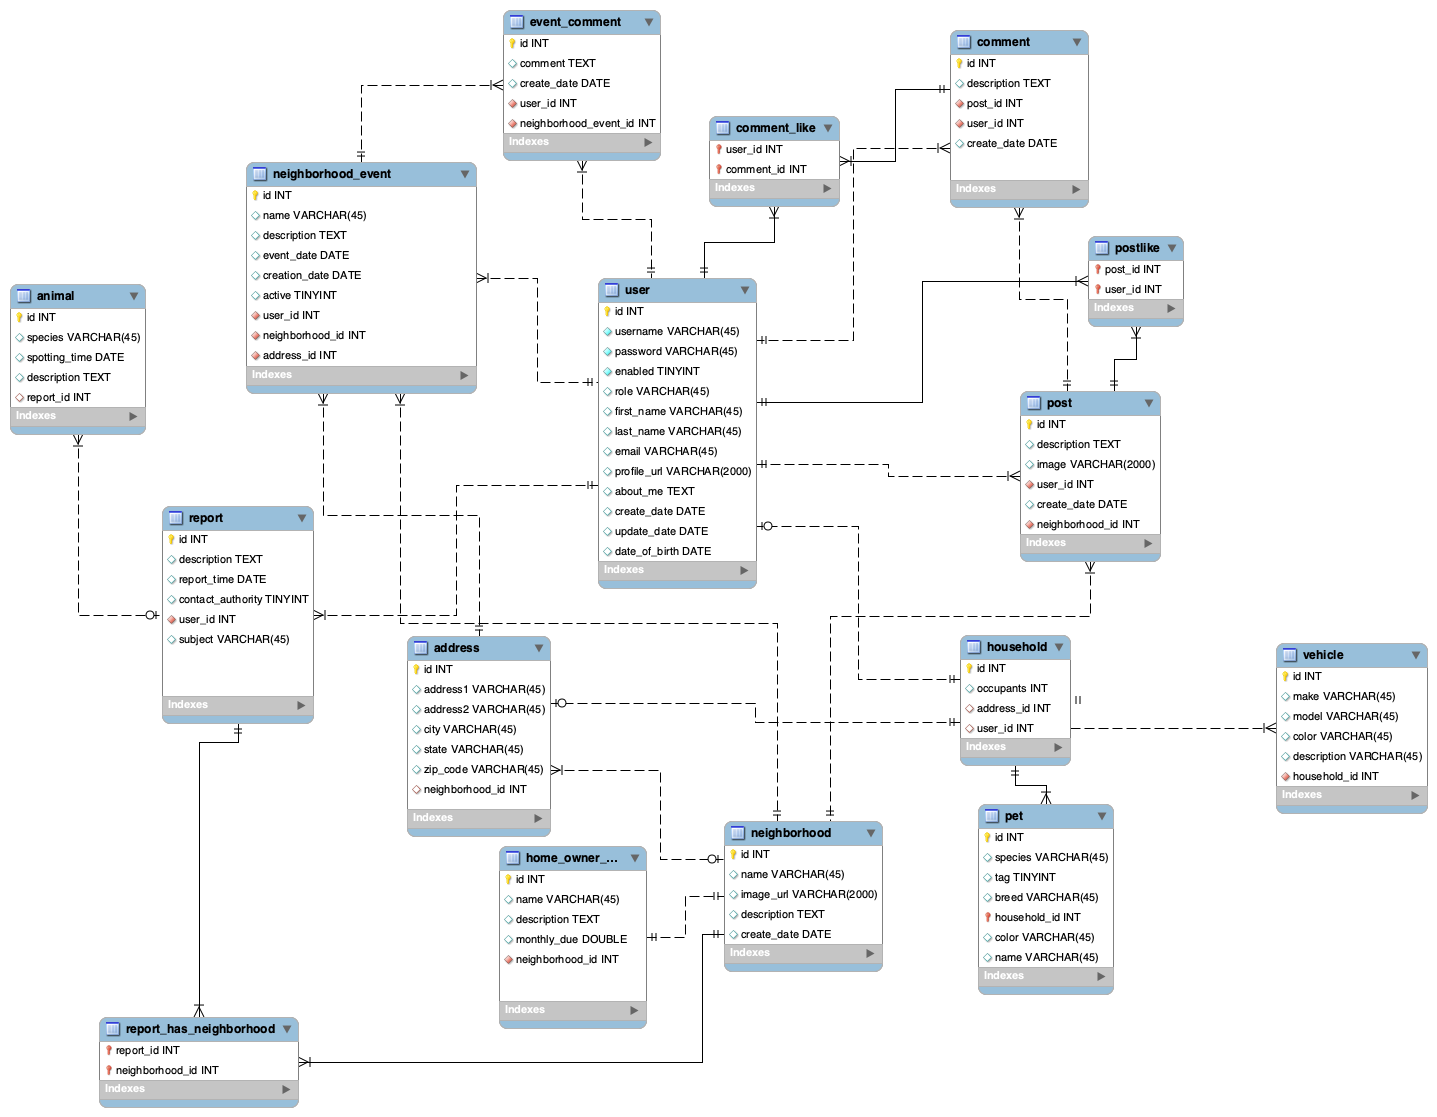 event_comment
id INT
comment TEXT
create_date DATE
user_id INT
neighborhood_event_id INT
Indexes
comment
id INT
description TEXT
post_id INT
user_id INT
create_date DATE
Indexes
comment_like
user_id INT
comment_id INT
Indexes
neighborhood_event
id INT
name VARCHAR(45)
description TEXT
event_date DATE
creation_date DATE
active TINYINT
user_id INT
neighborhood_id INT
address_id INT
Indexes
postlike
post_id INT
user_id INT
Indexes
animal
id INT
species VARCHAR(45)
spotting_time DATE
description TEXT
report_id INT
Indexes
user
id INT
username VARCHAR(45)
password VARCHAR(45)
enabled TINYINT
role VARCHAR(45)
first_name VARCHAR(45)
last_name VARCHAR(45)
email VARCHAR(45)
profile_url VARCHAR(2000)
about_me TEXT
create_date DATE
update_date DATE
date_of_birth DATE
Indexes
post
id INT
description TEXT
image VARCHAR(2000)
user_id INT
create_date DATE
neighborhood_id INT
Indexes
report
id INT
description TEXT
report_time DATE
contact_authority TINYINT
user_id INT
subject VARCHAR(45)
Indexes
address
id INT
address1 VARCHAR(45)
address2 VARCHAR(45)
city VARCHAR(45)
state VARCHAR(45)
zip_code VARCHAR(45)
neighborhood_id INT
Indexes
household
id INT
occupants INT
address_id INT
user_id INT
Indexes
vehicle
id INT
make VARCHAR(45)
model VARCHAR(45)
color VARCHAR(45)
description VARCHAR(45)
household_id INT
Indexes
home_owner_...
id INT
name VARCHAR(45)
description TEXT
monthly_due DOUBLE
neighborhood_id INT
Indexes
neighborhood
id INT
name VARCHAR(45)
image_url VARCHAR(2000)
description TEXT
create_date DATE
Indexes
pet
id INT
species VARCHAR(45)
tag TINYINT
breed VARCHAR(45)
household_id INT
color VARCHAR(45)
name VARCHAR(45)
Indexes
report_has_neighborhood
report_id INT
neighborhood_id INT
Indexes